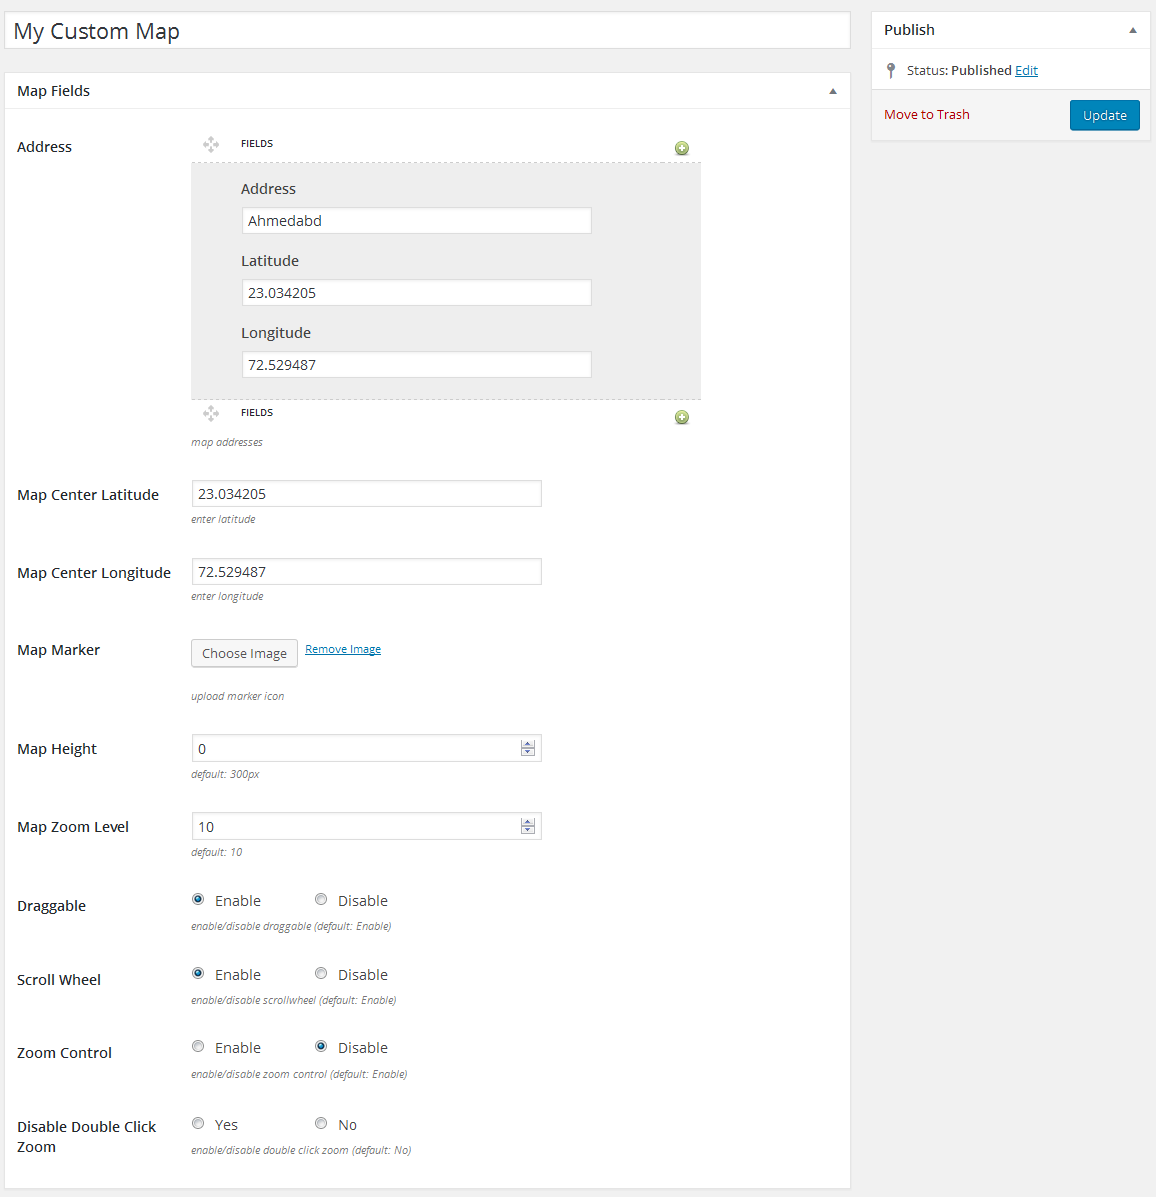 My Custom Map
Map Fields
Address
FIELDS
Address
Ahmedabd
Latitude
23.034205
Longitude
72.529487
FIELDS
map addresses
Map Center Latitude
23.034205
enter latitude
Map Center Longitude
72.529487
enter longitude
Map Marker
Choose Image
Remove Image
upload marker icon
Map Height
0
default: 300px
Map Zoom Level
10
default: 10
Draggable
Enable
Disable
enable/disable draggable (default: Enable)
Scroll Wheel
Enable
Disable
enable/disable scrollwheel (default: Enable)
Zoom Control
Enable
Disable
enable/disable zoom control (default: Enable)
Disable Double Click
Zoom
Yes
No
enable/disable double click zoom (default: No)
Publish
Status: Published Edit
Move to Trash
Update